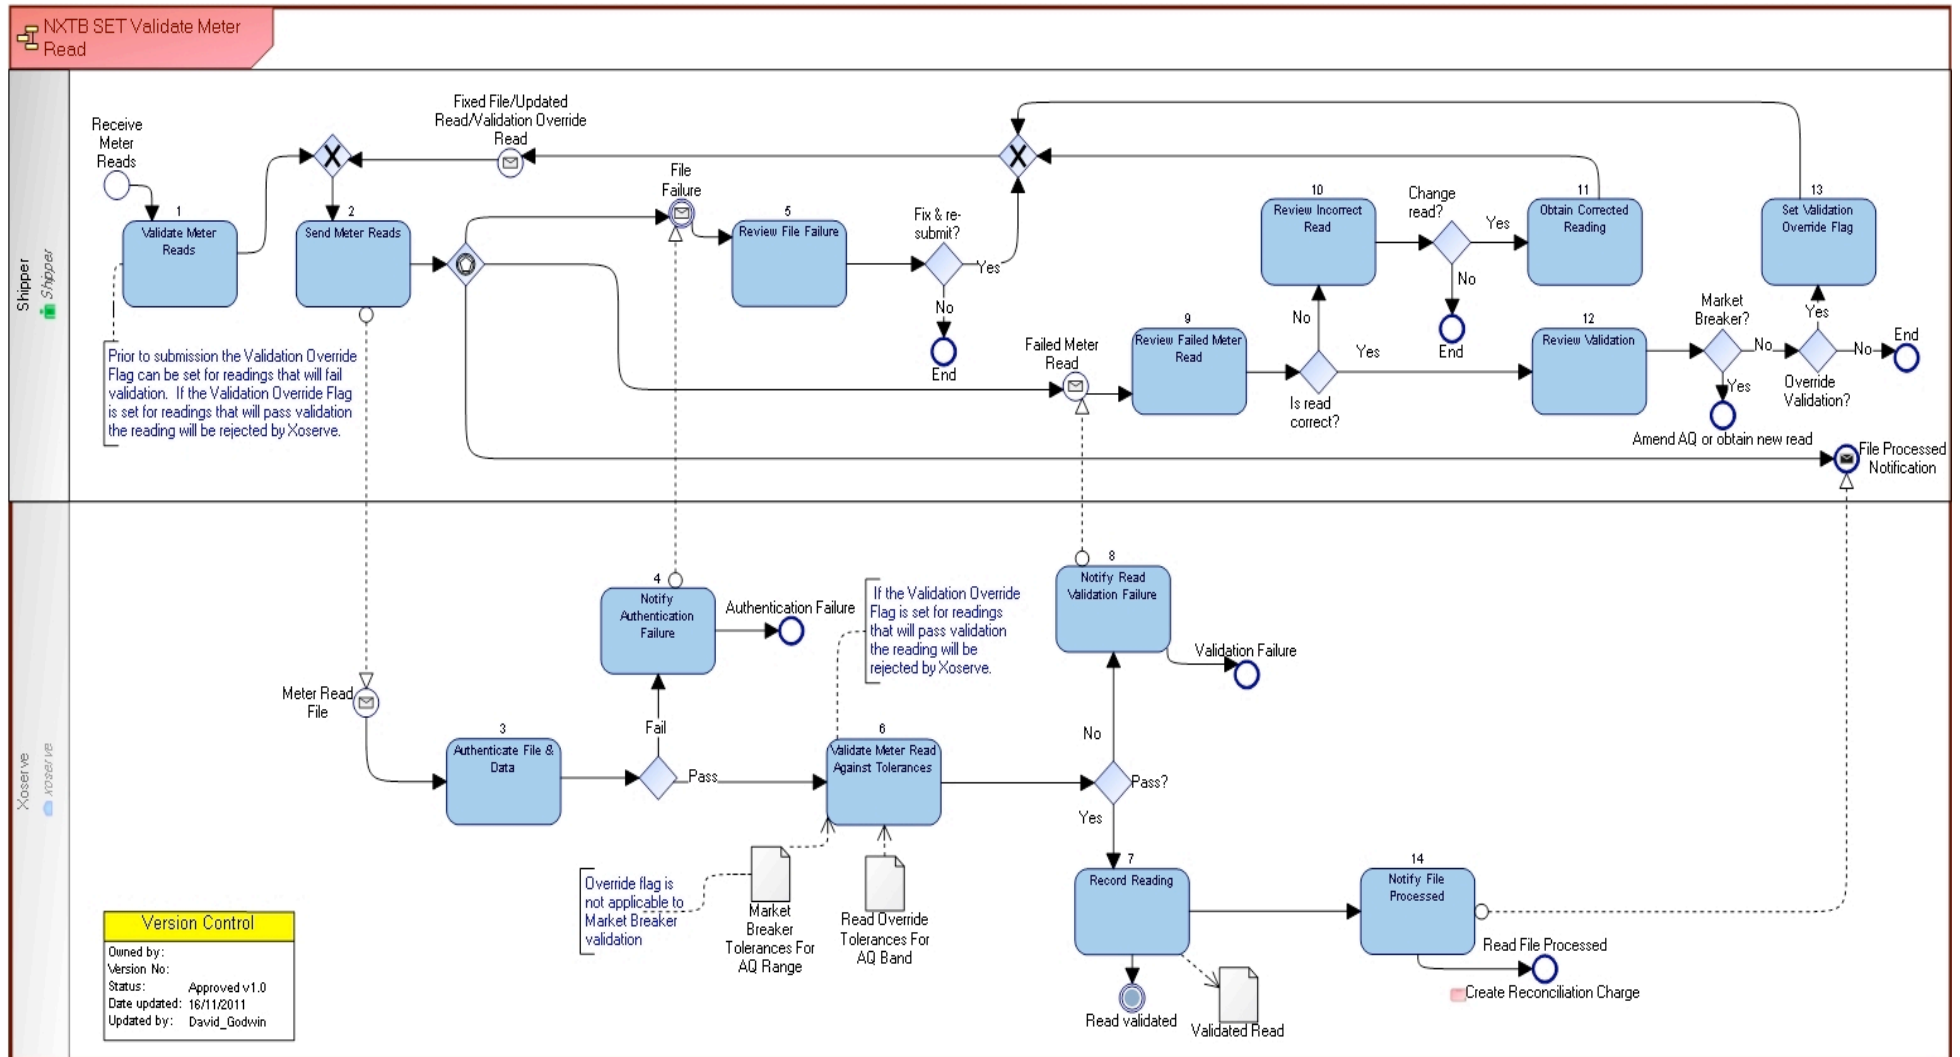 NXTB SET Validate Meter
Read
Shipper
Shipper
Receive
Meter
Reads
1
Validate Meter
Reads
Prior to submission the Validation Override
Flag can be set for readings that will fail
validation.  If the Validation Override Flag
is set for readings that will pass validation
the reading will be rejected by Xoserve.
2
Send Meter Reads
Fixed File/Updated
Read/Validation Override
Read
File
Failure
5
Review File Failure
Fix & re-
submit?
Yes
No
End
Failed Meter
Read
9
Review Failed Meter
Read
Is read
correct?
No
Yes
10
Review Incorrect
Read
Change
read?
Yes
No
End
11
Obtain Corrected
Reading
12
Review Validation
Market
Breaker?
No
Yes
Amend AQ or obtain new read
13
Set Validation
Override Flag
Yes
Override
Validation?
No
End
File Processed
Notification
Xoserve
xoserve
Meter Read
File
3
Authenticate File &
Data
Fail
Pass
4
Notify
Authentication
Failure
Authentication Failure
If the Validation Override
Flag is set for readings
that will pass validation
the reading will be
rejected by Xoserve.
6
Validate Meter Read
Against Tolerances
Override flag is
not applicable to
Market Breaker
validation
Market
Breaker
Tolerances For
AQ Range
Read Override
Tolerances For
AQ Band
8
Notify Read
Validation Failure
Validation Failure
No
Pass?
Yes
7
Record Reading
Read validated
Validated Read
14
Notify File
Processed
Read File Processed
Create Reconciliation Charge
Version Control
Owned by:
Version No:
Status: Approved v1.0
Date updated: 16/11/2011
Updated by: David_Godwin